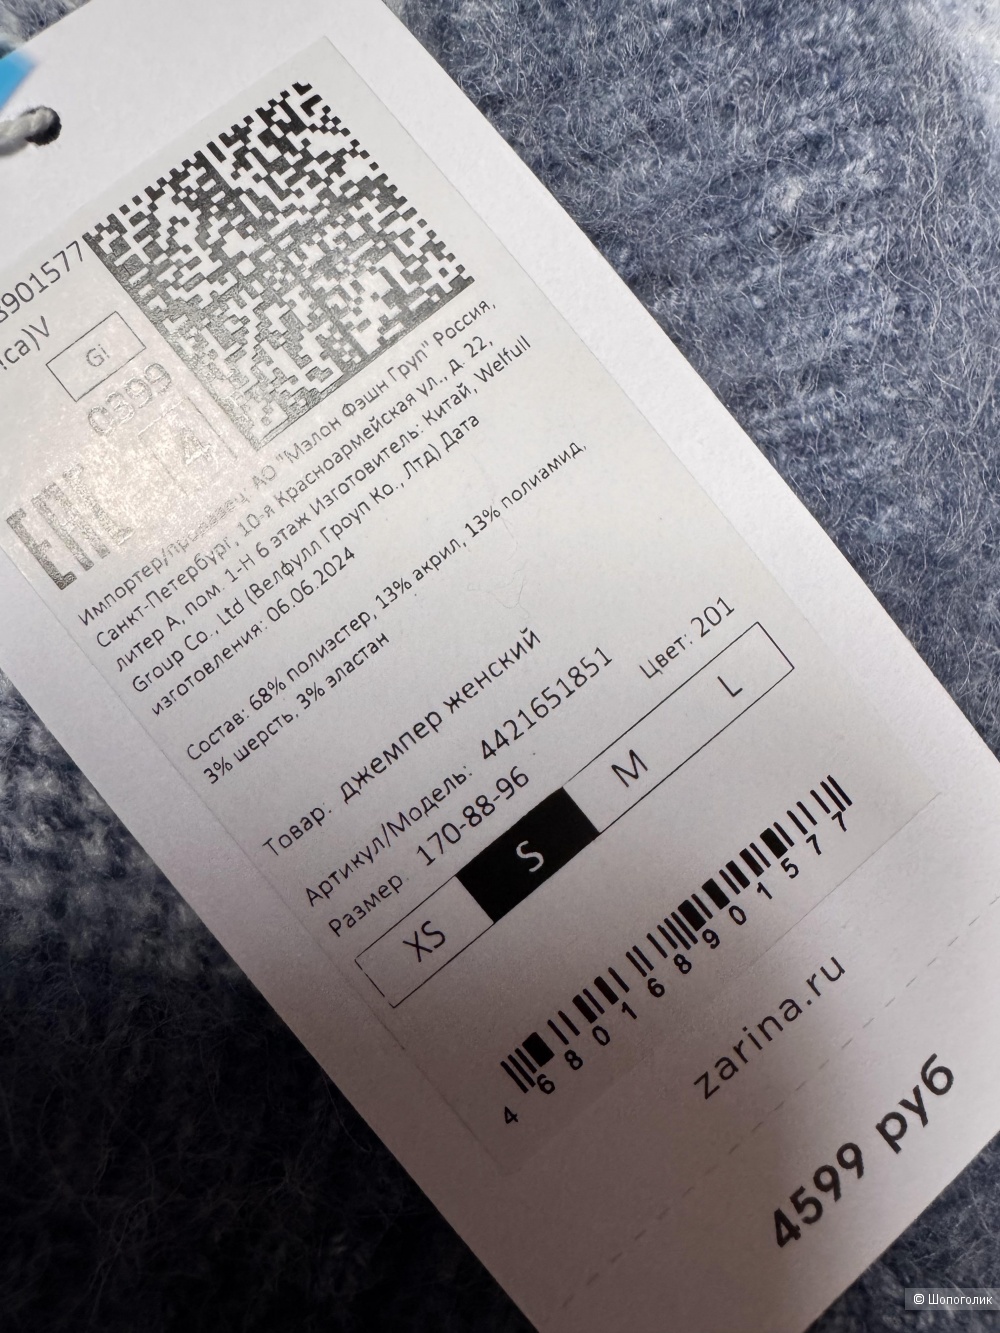 8901577
ca)V
Gi
0399
4
Импортер/продавец АО "Мэлон Фэшн Груп" Россия,
Санкт-Петербург, 10-я Красноармейская ул., д. 22,
литер А, пом. 1-Н 6 этаж Изготовитель: Китай, Welfull
Group Co., Ltd (Велфулл Гроуп Ко., Лтд) Дата
изготовления: 06.06.2024
Состав: 68% полиэстер, 13% акрил, 13% полиамид,
3% шерсть, 3% эластан
Товар: джемпер женский
Артикул/Модель: 4421651851 Цвет: 201
Размер: 170-88-96
XS S M L
4680168901577
zarina.ru
4599 руб
© Шопоголик